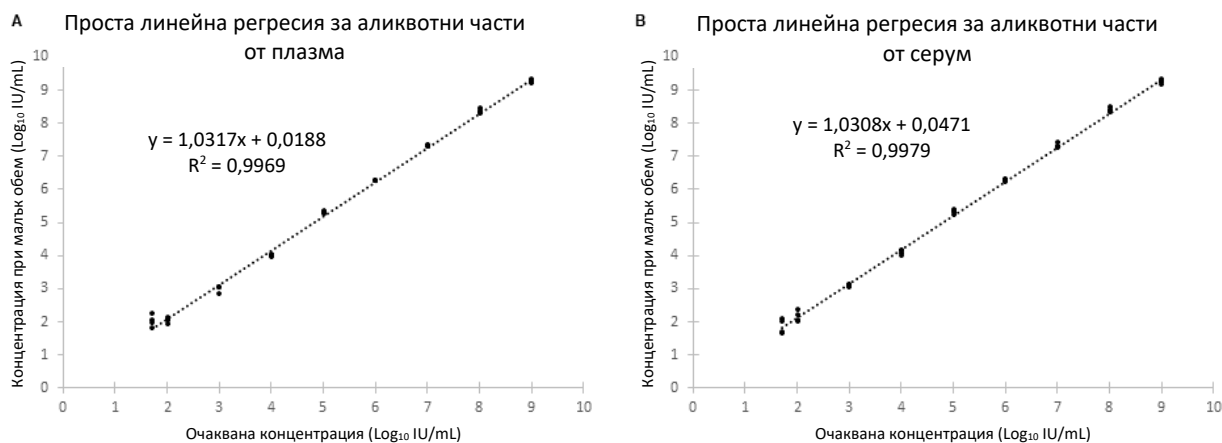 A
Проста линейна регресия за аликвотни части
от плазма
Концентрация при малък обем (Log₁₀ IU/mL)
10
9
8
7
6
5
4
3
2
1
0
y = 1,0317x + 0,0188
R² = 0,9969
0 1 2 3 4 5 6 7 8 9 10
Очаквана концентрация (Log₁₀ IU/mL)
B
Проста линейна регресия за аликвотни части
от серум
Концентрация при малък обем (Log₁₀ IU/mL)
10
9
8
7
6
5
4
3
2
1
0
y = 1,0308x + 0,0471
R² = 0,9979
0 1 2 3 4 5 6 7 8 9 10
Очаквана концентрация (Log₁₀ IU/mL)